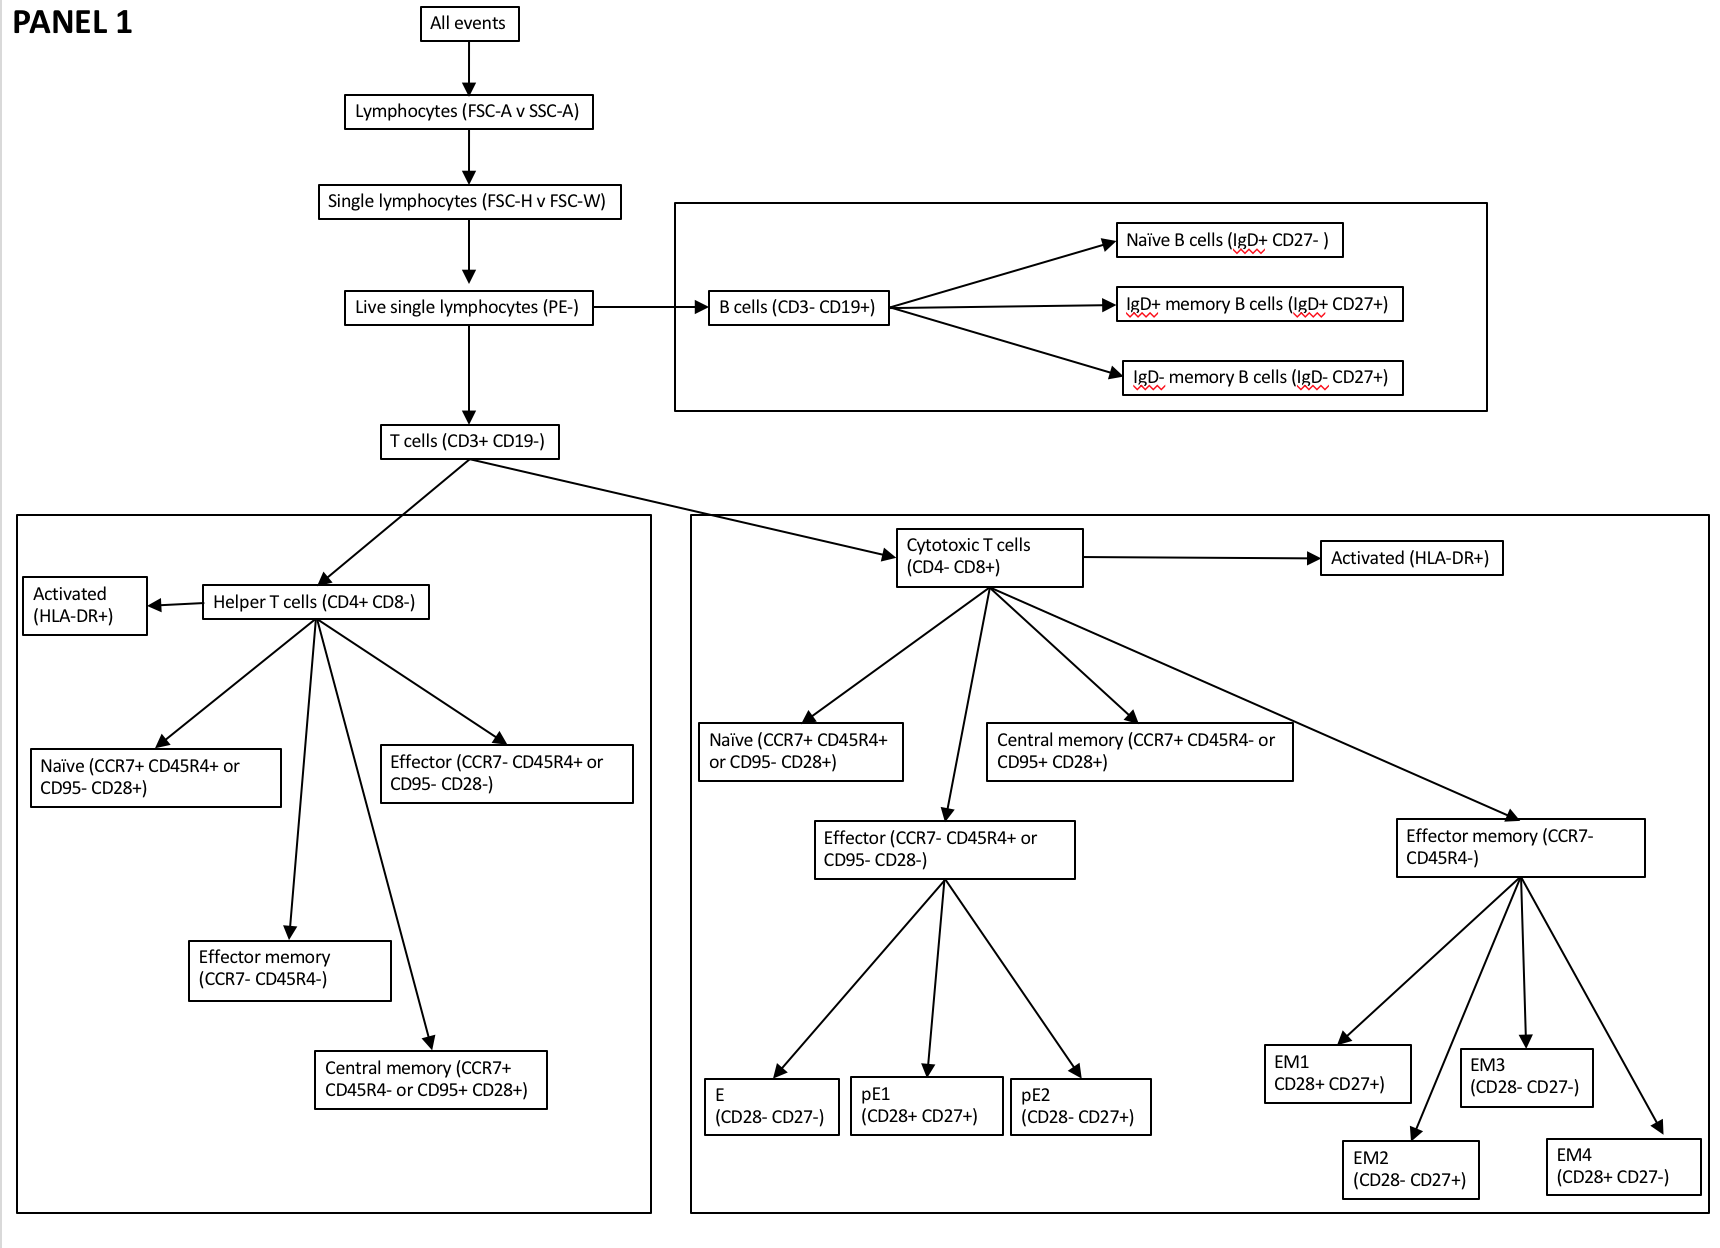 PANEL 1
All events
Lymphocytes (FSC-A v SSC-A)
Single lymphocytes (FSC-H v FSC-W)
Live single lymphocytes (PE-)
B cells (CD3- CD19+)
Naïve B cells (IgD+ CD27- )
IgD+ memory B cells (IgD+ CD27+)
IgD- memory B cells (IgD- CD27+)
T cells (CD3+ CD19-)
Activated
(HLA-DR+)
Helper T cells (CD4+ CD8-)
Naïve (CCR7+ CD45R4+ or
CD95- CD28+)
Effector (CCR7- CD45R4+ or
CD95- CD28-)
Effector memory
(CCR7- CD45R4-)
Central memory (CCR7+
CD45R4- or CD95+ CD28+)
Cytotoxic T cells
(CD4- CD8+)
Activated (HLA-DR+)
Naïve (CCR7+ CD45R4+
or CD95- CD28+)
Central memory (CCR7+ CD45R4- or
CD95+ CD28+)
Effector (CCR7- CD45R4+ or
CD95- CD28-)
Effector memory (CCR7-
CD45R4-)
E
(CD28- CD27-)
pE1
(CD28+ CD27+)
pE2
(CD28- CD27+)
EM1
CD28+ CD27+)
EM3
(CD28- CD27-)
EM2
(CD28- CD27+)
EM4
(CD28+ CD27-)